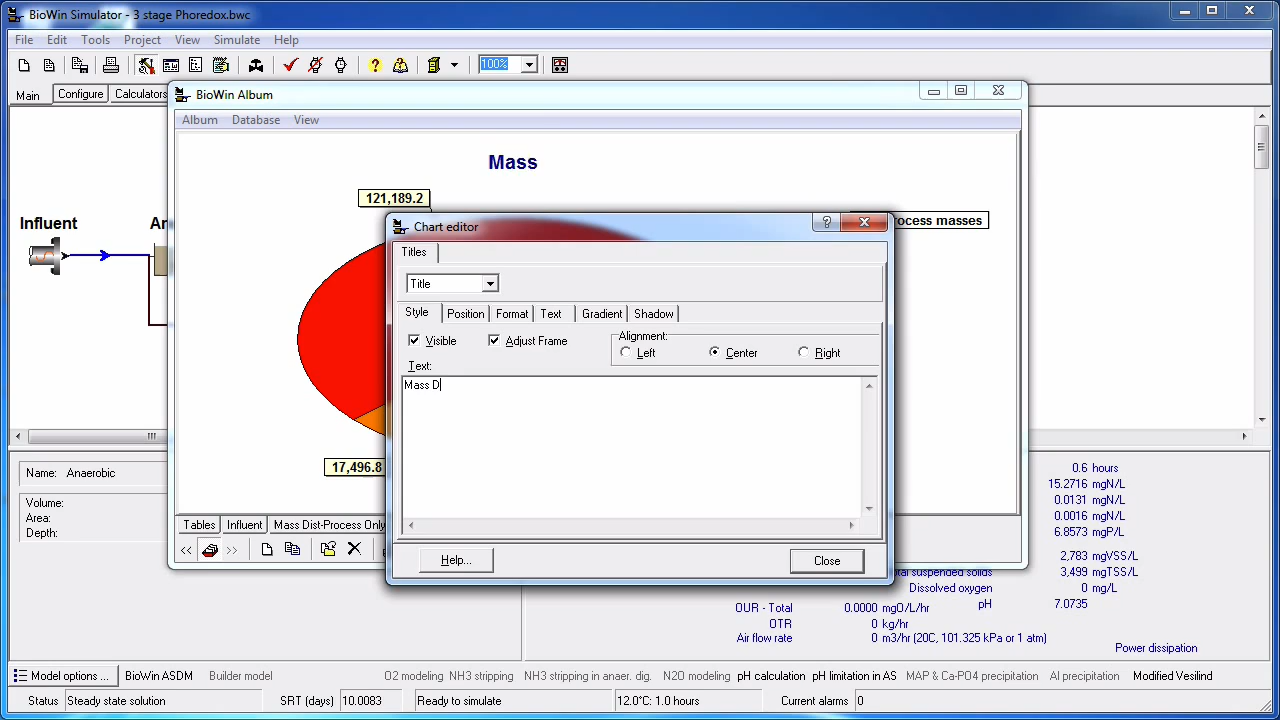 BioWin Simulator - 3 stage Phoredox.bwc
File Edit Tools Project View Simulate Help
100%
Main Configure Calculators
BioWin Album
Album Database View
Mass
121,189.2
rocess masses
Influent
An
Chart editor
Titles
Title
Style Position Format Text Gradient Shadow
Visible Adjust Frame Alignment: Left Center Right
Text:
Mass D
17,496.8
Help... Close
Tables Influent Mass Dist-Process Only
Name: Anaerobic
Volume:
Area:
Depth:
0.6 hours
15.2716 mgN/L
0.0131 mgN/L
0.0016 mgN/L
6.8573 mgP/L
2,783 mgVSS/L
total suspended solids 3,499 mgTSS/L
Dissolved oxygen 0 mg/L
pH 7.0735
OUR - Total 0.0000 mgO/L/hr
OTR 0 kg/hr
Air flow rate 0 m3/hr (20C, 101.325 kPa or 1 atm)
Power dissipation
Model options ... BioWin ASDM Builder model O2 modeling NH3 stripping NH3 stripping in anaer. dig. N2O modeling pH calculation pH limitation in AS MAP & Ca-PO4 precipitation Al precipitation Modified Vesilind
Status Steady state solution SRT (days) 10.0083 Ready to simulate 12.0°C: 1.0 hours Current alarms 0